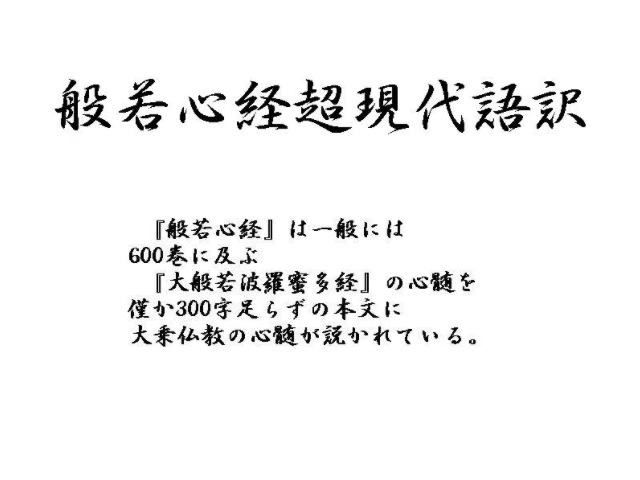 般若心経超現代語訳
『般若心経』は一般には
600巻に及ぶ
『大般若波羅蜜多経』の心髄を
僅か300字足らずの本文に
大乗仏教の心髄が説かれている。